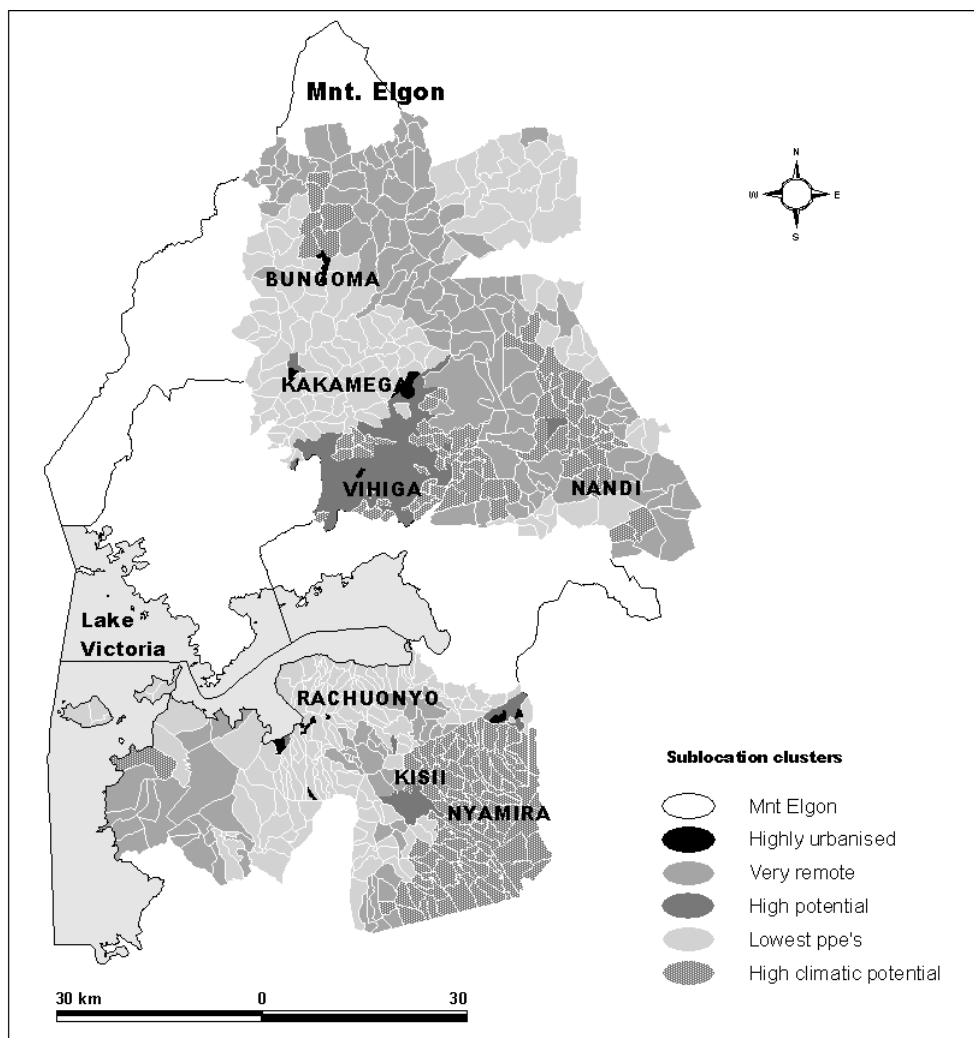 Mnt. Elgon
N
W E
S
BUNGOMA
KAKAMEGA
VIHIGA
NANDI
Lake
Victoria
RACHUONYO
KISII
NYAMIRA
Sublocation clusters
Mnt Elgon
Highly urbanised
Very remote
High potential
Lowest ppe's
High climatic potential
30 km 0 30